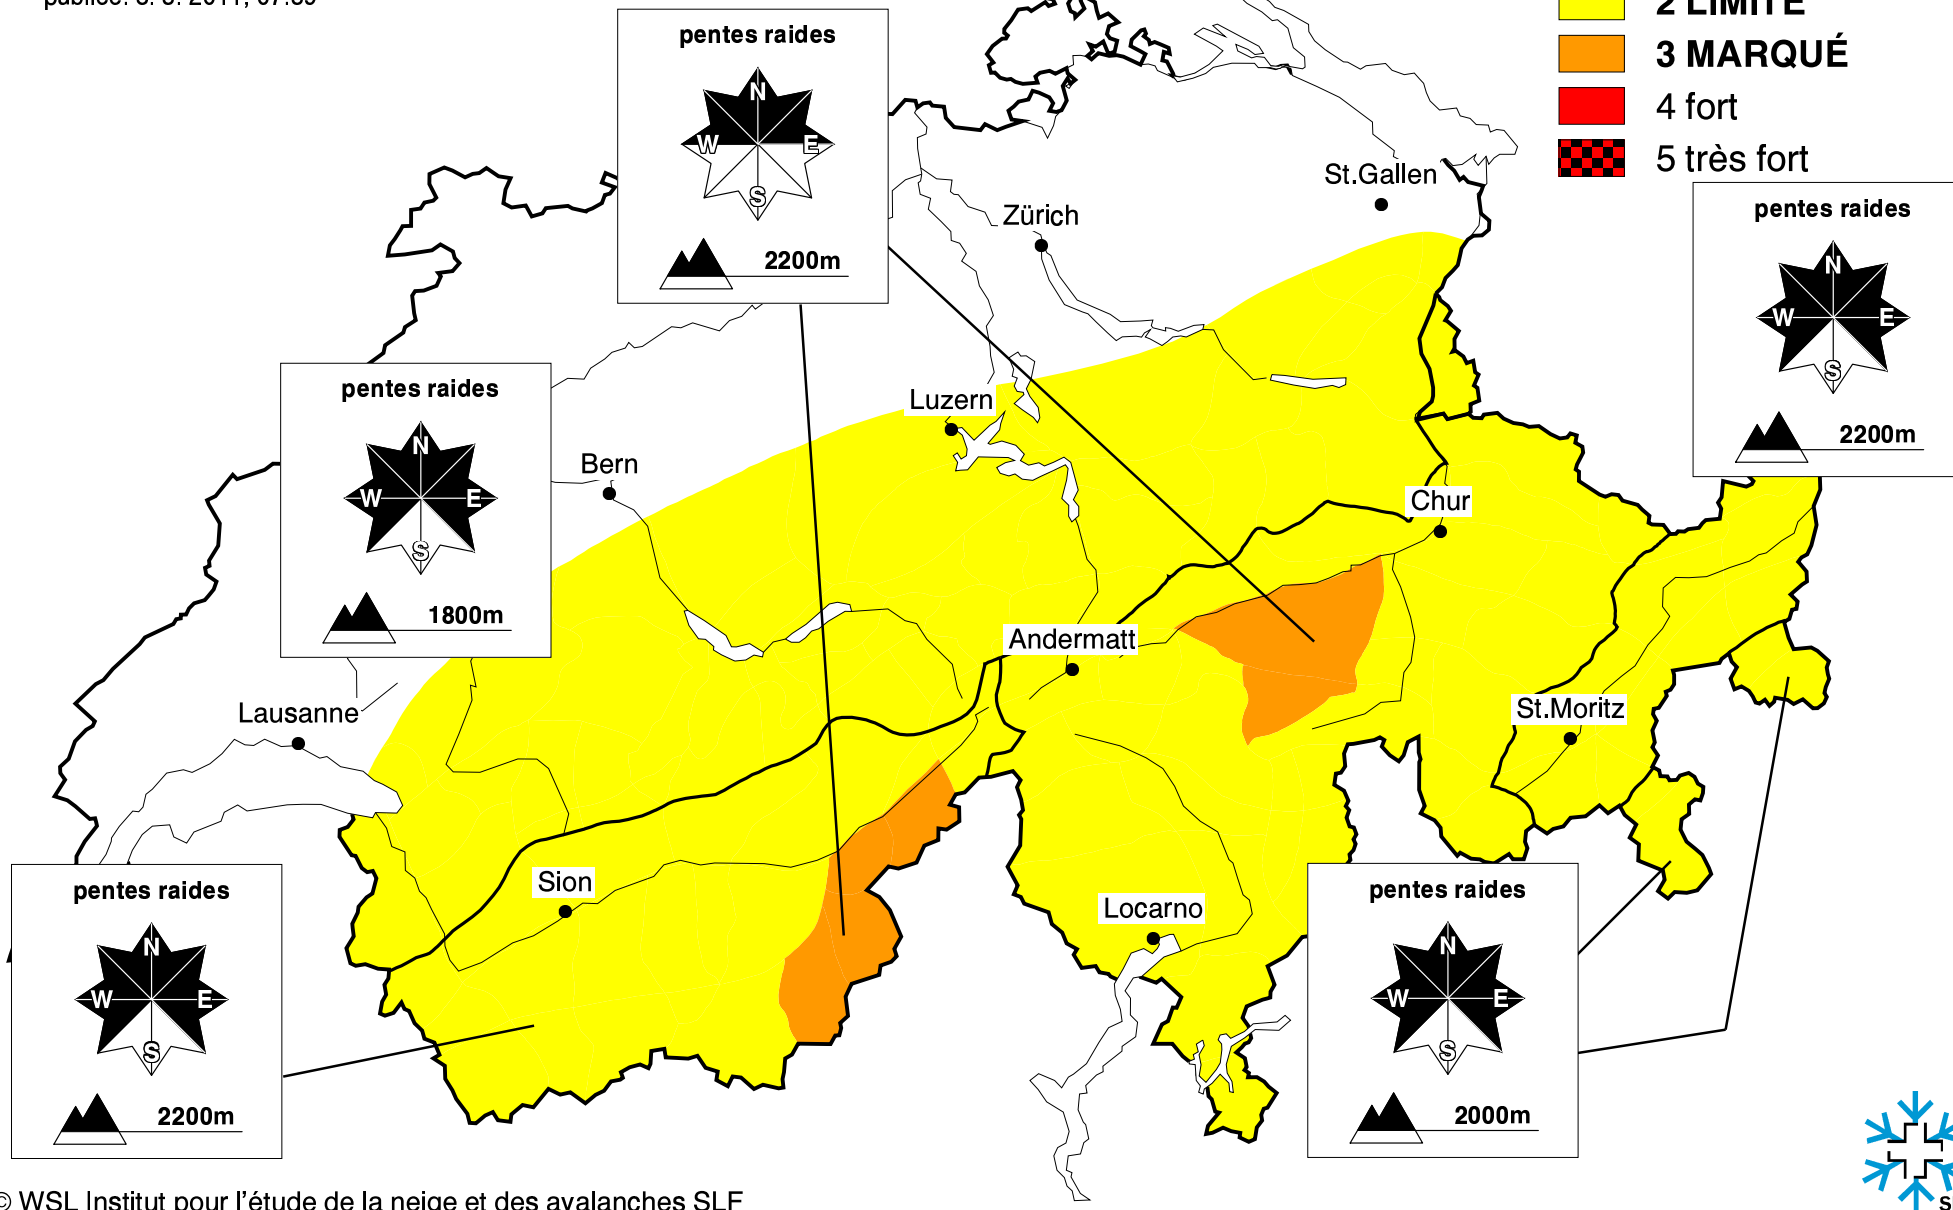 2 LIMITÉ
3 MARQUÉ
4 fort
5 très fort
pentes raides
N
W E
S
2200m
pentes raides
N
W E
S
2200m
pentes raides
N
W E
S
1800m
pentes raides
N
W E
S
2200m
pentes raides
N
W E
S
2000m
St.Gallen
Zürich
Luzern
Bern
Chur
Andermatt
Lausanne
St.Moritz
Sion
Locarno
© WSL Institut pour l'étude de la neige et des avalanches SLF